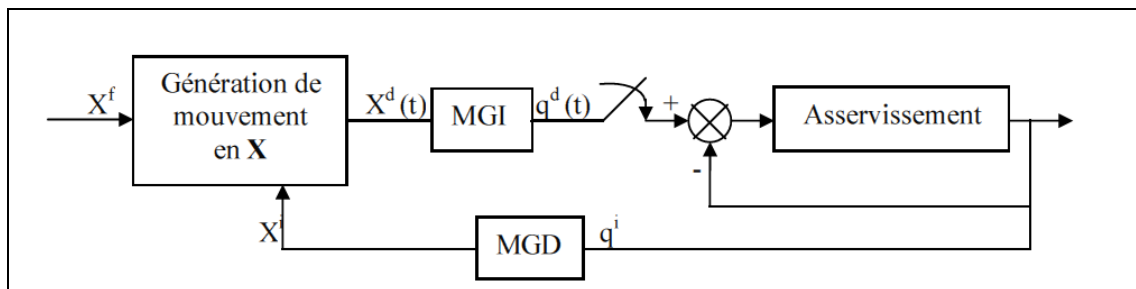 X^f
Génération de
mouvement
en X
X^d (t)
MGI
q^d (t)
+
-
Asservissement
X^i
MGD
q^i